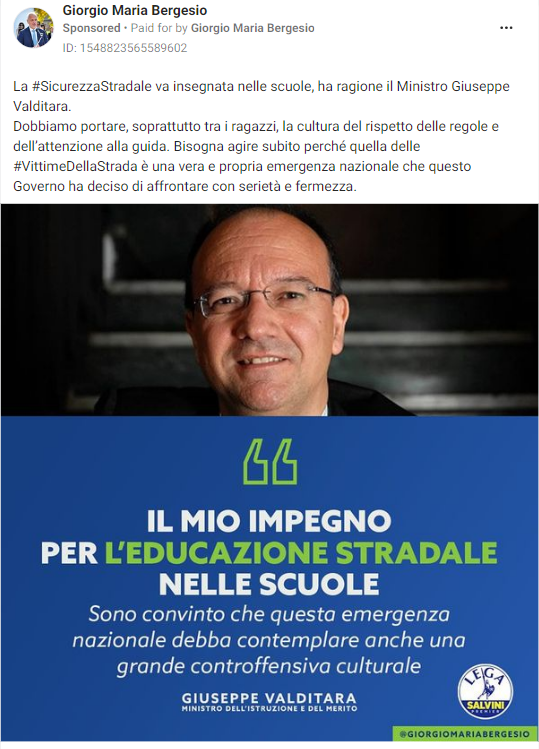 Giorgio Maria Bergesio
Sponsored • Paid for by Giorgio Maria Bergesio
ID: 1548823565589602
La #SicurezzaStradale va insegnata nelle scuole, ha ragione il Ministro Giuseppe
Valditara.
Dobbiamo portare, soprattutto tra i ragazzi, la cultura del rispetto delle regole e
dell'attenzione alla guida. Bisogna agire subito perché quella delle
#VittimeDellaStrada è una vera e propria emergenza nazionale che questo
Governo ha deciso di affrontare con serietà e fermezza.
IL MIO IMPEGNO
PER L'EDUCAZIONE STRADALE
NELLE SCUOLE
Sono convinto che questa emergenza
nazionale debba contemplare anche una
grande controffensiva culturale
GIUSEPPE VALDITARA
MINISTRO DELL'ISTRUZIONE E DEL MERITO
LEGA
SALVINI
PREMIER
@GIORGIOMARIABERGESIO